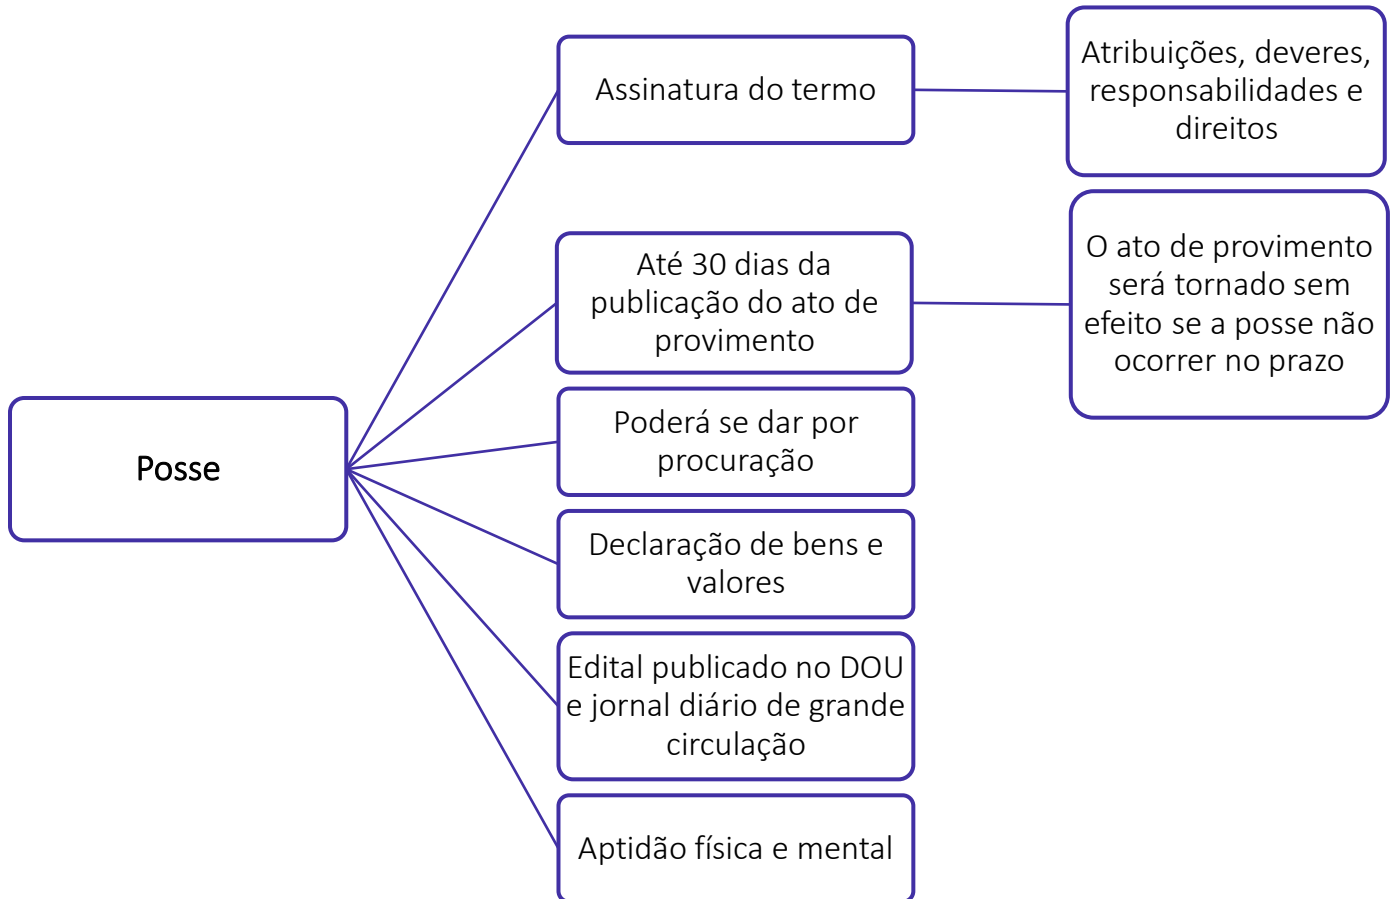 Posse
Assinatura do termo
Atribuições, deveres,
responsabilidades e
direitos
Até 30 dias da
publicação do ato de
provimento
O ato de provimento
será tornado sem
efeito se a posse não
ocorrer no prazo
Poderá se dar por
procuração
Declaração de bens e
valores
Edital publicado no DOU
e jornal diário de grande
circulação
Aptidão física e mental